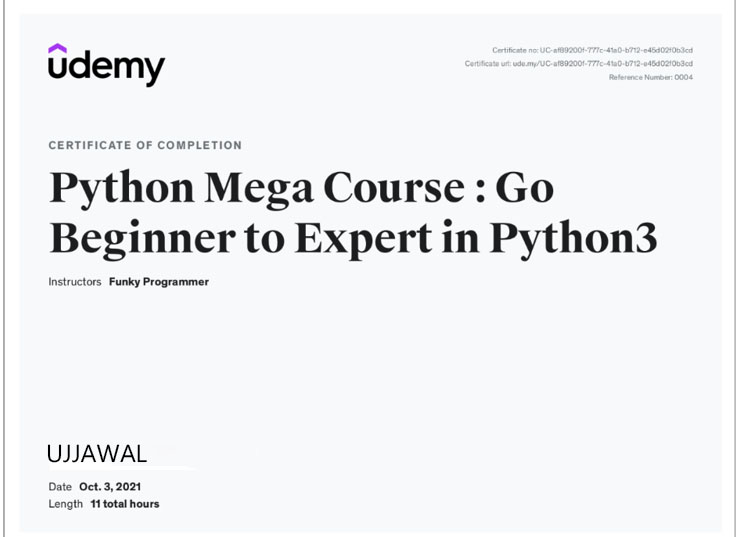 udemy
Certificate no: UC-af89200f-777c-41a0-b712-e45d02f0b3cd
Certificate url: ude.my/UC-af89200f-777c-41a0-b712-e45d02f0b3cd
Reference Number: 0004
CERTIFICATE OF COMPLETION
Python Mega Course : Go
Beginner to Expert in Python3
Instructors Funky Programmer
UJJAWAL
Date Oct. 3, 2021
Length 11 total hours